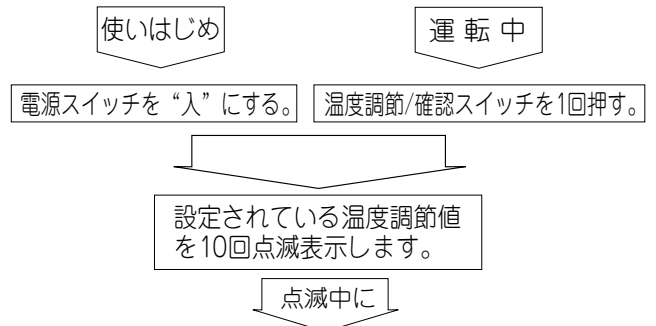 使いはじめ
運 転 中
電源スイッチを“入”にする。
温度調節/確認スイッチを1回押す。
設定されている温度調節値
を10回点滅表示します。
点滅中に